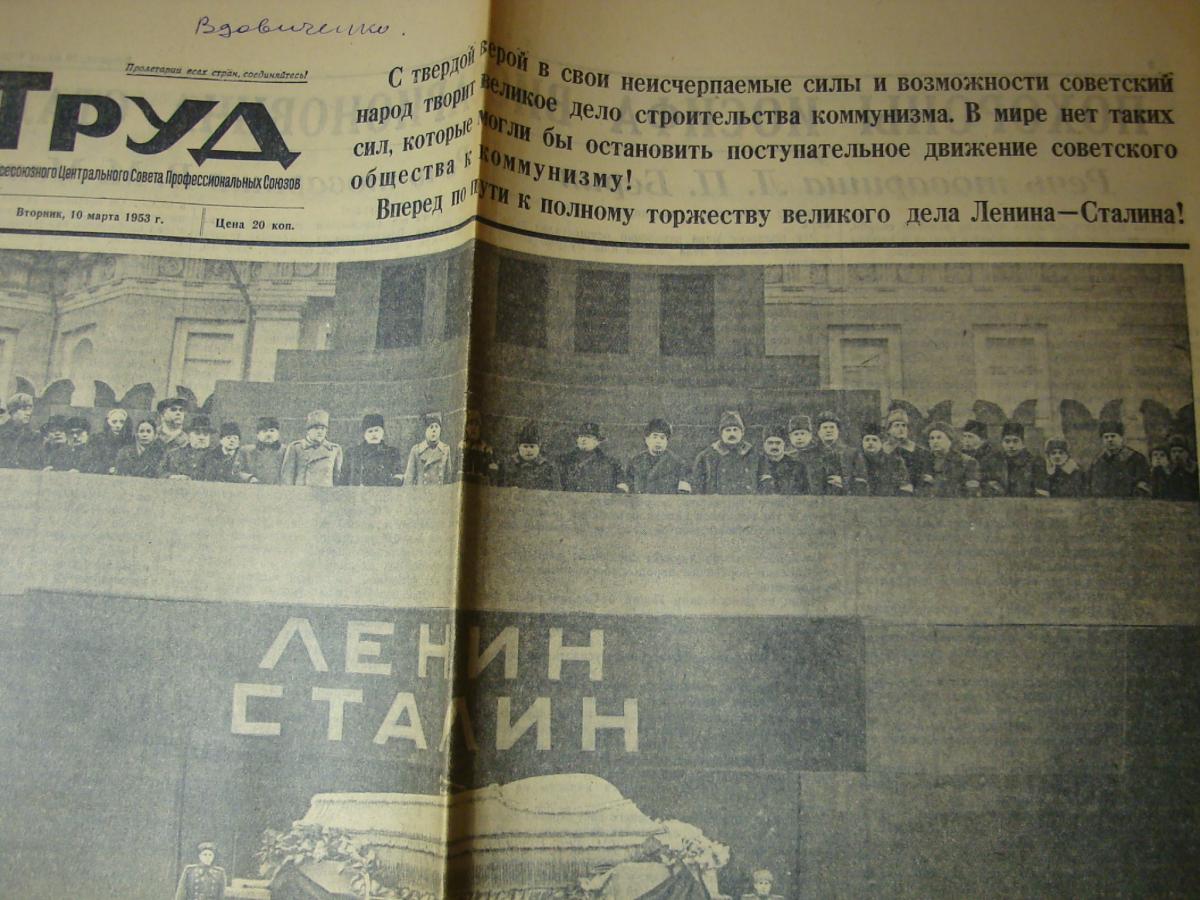 Вдовиченко.
Пролетарии всех стран, соединяйтесь!
ТРУД
сесоюзного Центрального Совета Профессиональных Союзов
Вторник, 10 марта 1953 г.
Цена 20 коп.
С твердой верой в свои неисчерпаемые силы и возможности советский
народ творит великое дело строительства коммунизма. В мире нет таких
сил, которые могли бы остановить поступательное движение советского
общества к коммунизму!
Вперед по пути к полному торжеству великого дела Ленина—Сталина!
ЛЕНИН
СТАЛИН